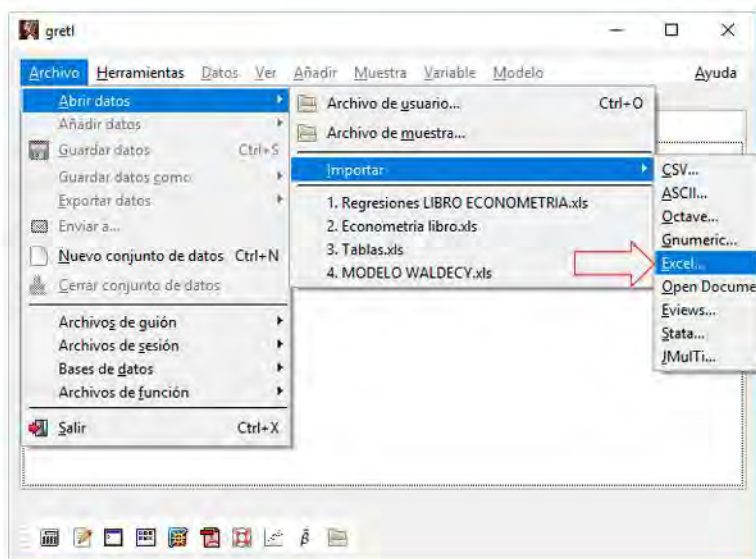 gretl
Archivo Herramientas Datos Ver Añadir Muestra Variable Modelo Ayuda
Abrir datos
Añadir datos
Guardar datos Ctrl+S
Guardar datos como
Exportar datos
Enviar a...
Nuevo conjunto de datos Ctrl+N
Cerrar conjunto de datos
Archivos de guión
Archivos de sesión
Bases de datos
Archivos de función
Salir Ctrl+X
Archivo de usuario... Ctrl+O
Archivo de muestra...
Importar
1. Regresiones LIBRO ECONOMETRIA.xls
2. Econometria libro.xls
3. Tablas.xls
4. MODELO WALDECY.xls
CSV...
ASCII...
Octave...
Gnumeric...
Excel...
Open Docume
Eviews...
Stata...
JMulTi...
β̂